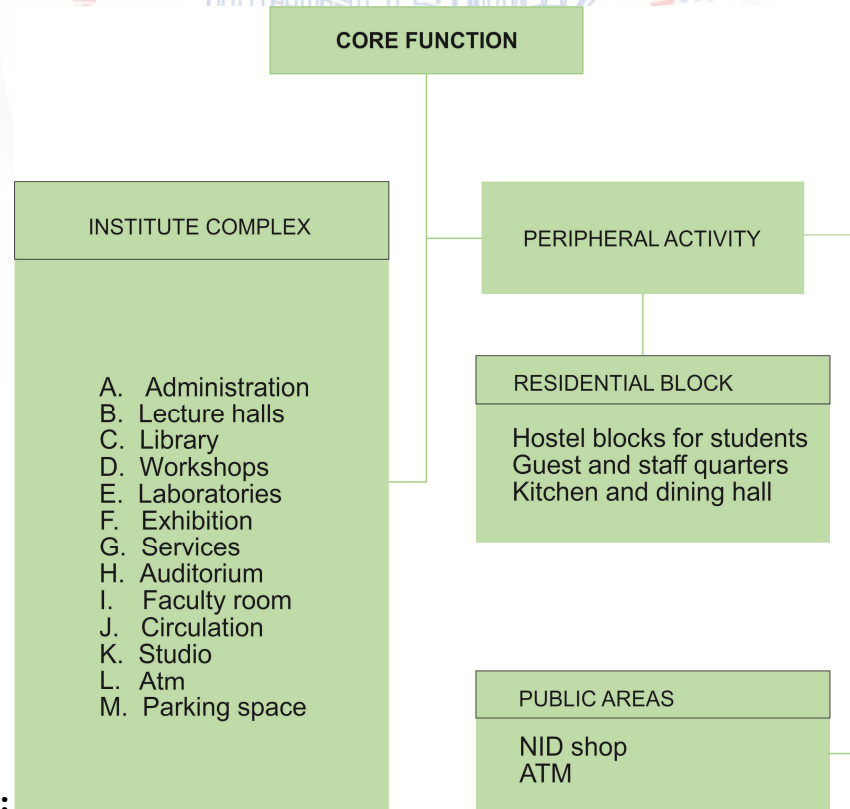 CORE FUNCTION
INSTITUTE COMPLEX
A. Administration
B. Lecture halls
C. Library
D. Workshops
E. Laboratories
F. Exhibition
G. Services
H. Auditorium
I. Faculty room
J. Circulation
K. Studio
L. Atm
M. Parking space
PERIPHERAL ACTIVITY
RESIDENTIAL BLOCK
Hostel blocks for students
Guest and staff quarters
Kitchen and dining hall
PUBLIC AREAS
NID shop
ATM
: